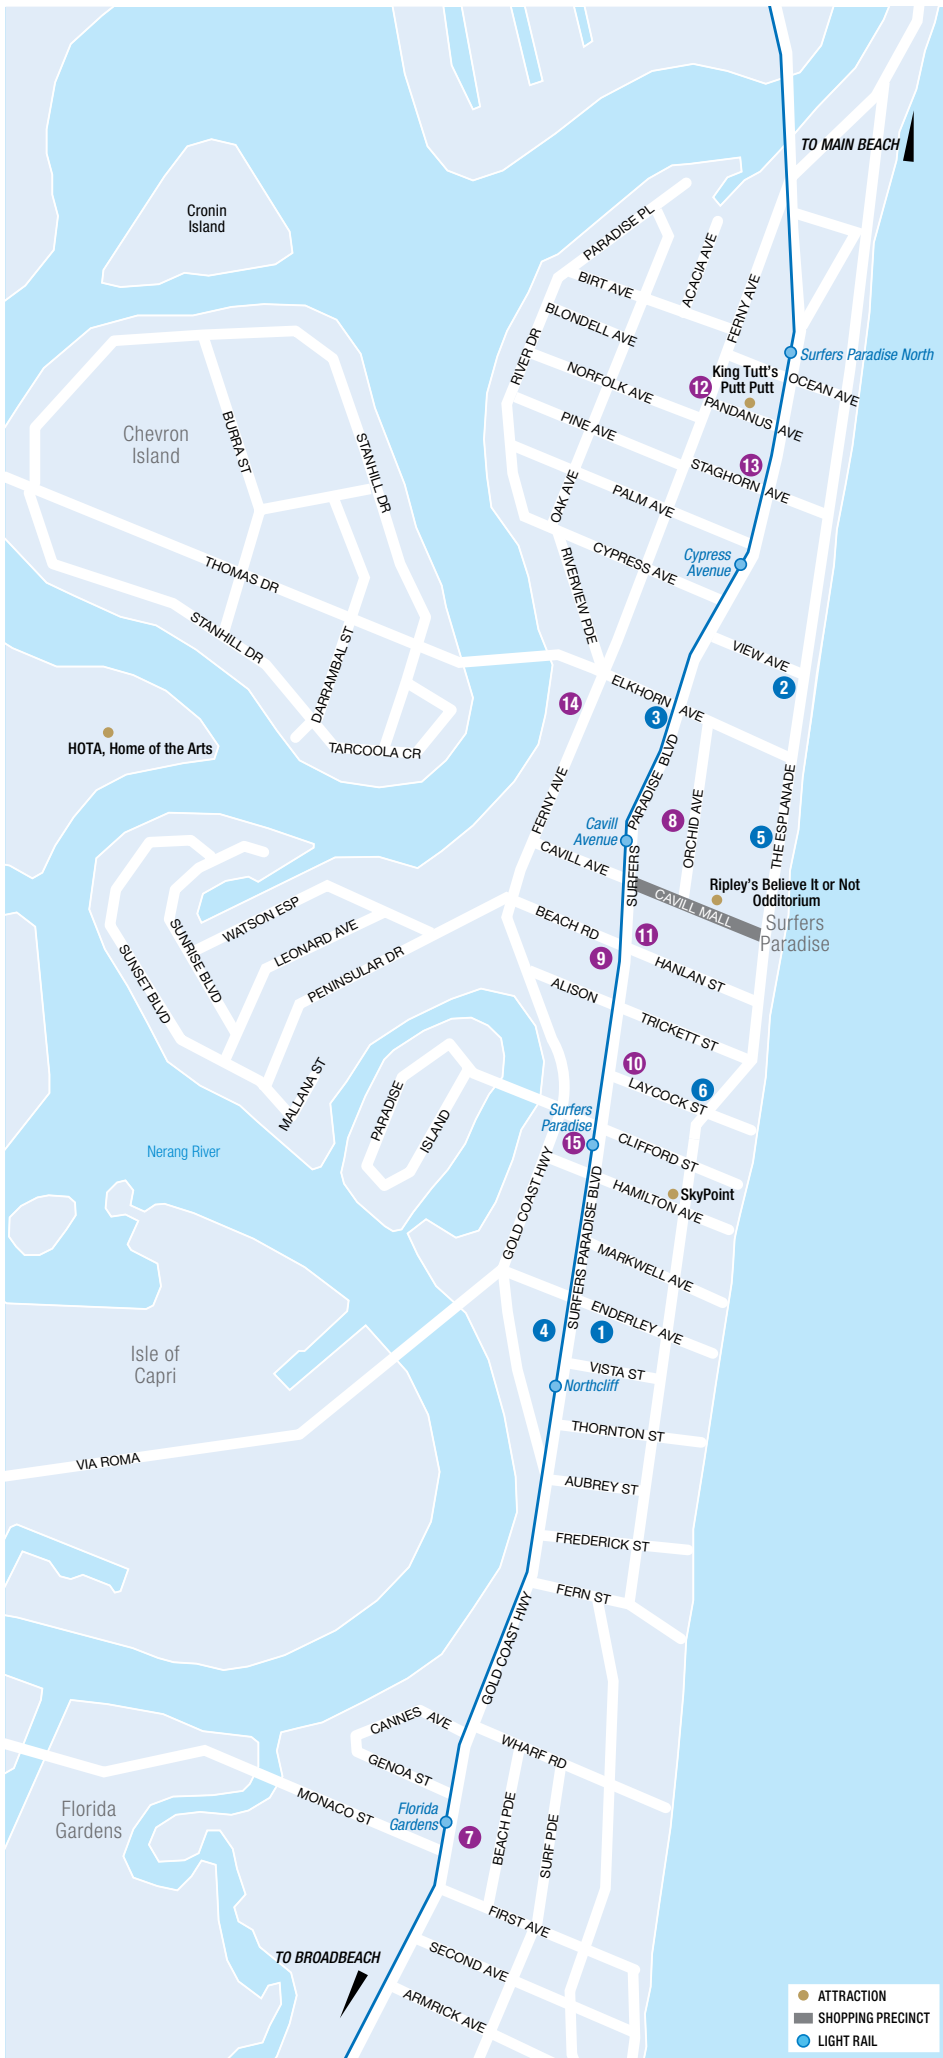 TO MAIN BEACH
Cronin
Island
PARADISE PL
BIRT AVE
ACACIA AVE
FERNY AVE
BLONDELL AVE
RIVER DR
Surfers Paradise North
NORFOLK AVE
King Tutt's
Putt Putt
OCEAN AVE
12
PANDANUS AVE
PINE AVE
Chevron
Island
BURRA ST
STANHILL DR
13
STAGHORN AVE
OAK AVE
PALM AVE
CYPRESS AVE
Cypress
Avenue
THOMAS DR
RIVERVIEW PDE
STANHILL DR
DARRAMBAL ST
VIEW AVE
2
ELKHORN AVE
14
3
HOTA, Home of the Arts
TARCOOLA CR
FERNY AVE
SURFERS PARADISE BLVD
ORCHID AVE
THE ESPLANADE
8
5
Cavill
Avenue
CAVILL AVE
CAVILL MALL
Ripley's Believe It or Not
Odditorium
Surfers
Paradise
WATSON ESP
SUNRISE BLVD
SUNSET BLVD
LEONARD AVE
PENINSULAR DR
BEACH RD
11
9
HANLAN ST
ALISON
TRICKETT ST
MALLANA ST
PARADISE
ISLAND
10
LAYCOCK ST
6
Surfers
Paradise
15
CLIFFORD ST
Nerang River
GOLD COAST HWY
SURFERS PARADISE BLVD
SkyPoint
HAMILTON AVE
MARKWELL AVE
ENDERLEY AVE
4
1
Isle of
Capri
VISTA ST
Northcliff
THORNTON ST
VIA ROMA
AUBREY ST
FREDERICK ST
FERN ST
GOLD COAST HWY
CANNES AVE
WHARF RD
GENOA ST
MONACO ST
Florida
Gardens
Florida
Gardens
7
BEACH PDE
SURF PDE
FIRST AVE
TO BROADBEACH
SECOND AVE
ARMRICK AVE
ATTRACTION
SHOPPING PRECINCT
LIGHT RAIL